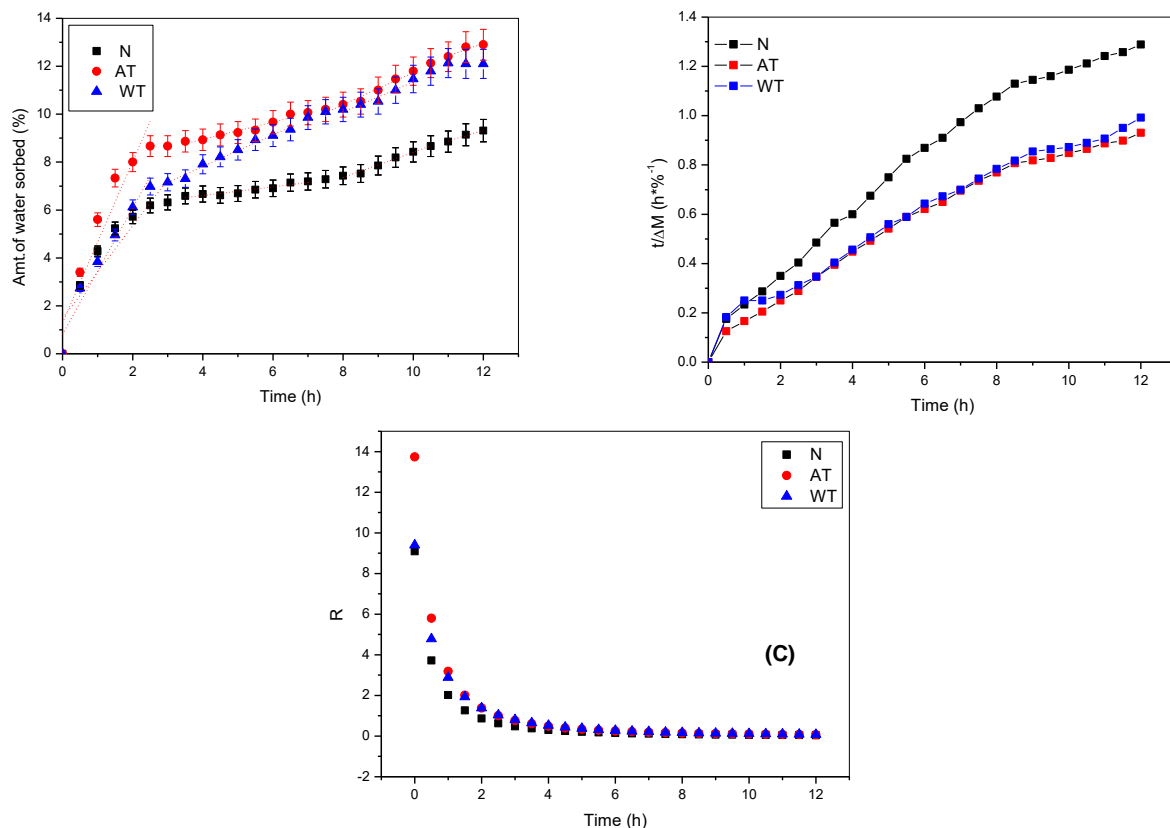 14
12
10
8
6
4
2
0
Amt.of water sorbed (%)
N
AT
WT
0 2 4 6 8 10 12
Time (h)
1.4
1.2
1.0
0.8
0.6
0.4
0.2
0.0
t/ΔM (h*%⁻¹)
N
AT
WT
0 2 4 6 8 10 12
Time (h)
14
12
10
8
6
4
2
0
-2
R
N
AT
WT
(C)
0 2 4 6 8 10 12
Time (h)